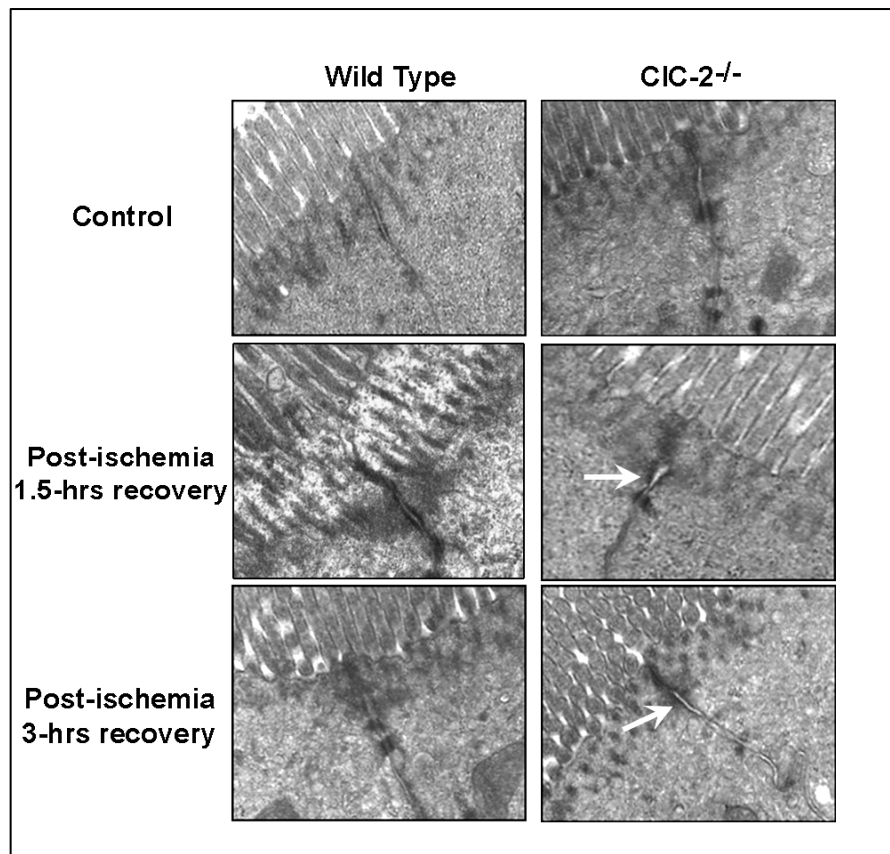 Wild Type
ClC-2-/-
Control
Post-ischemia
1.5-hrs recovery
Post-ischemia
3-hrs recovery